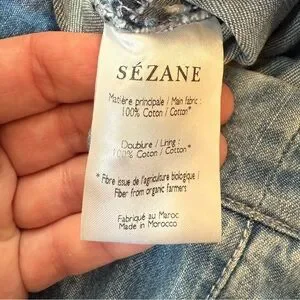 SÉZANE
Matière principale / Main fabric :
100% Coton / Cotton*
Doublure / Lining :
100% Coton / Cotton*
* Fibre issue de l'agriculture biologique /
Fiber from organic farmers
Fabriqué au Maroc
Made in Morocco